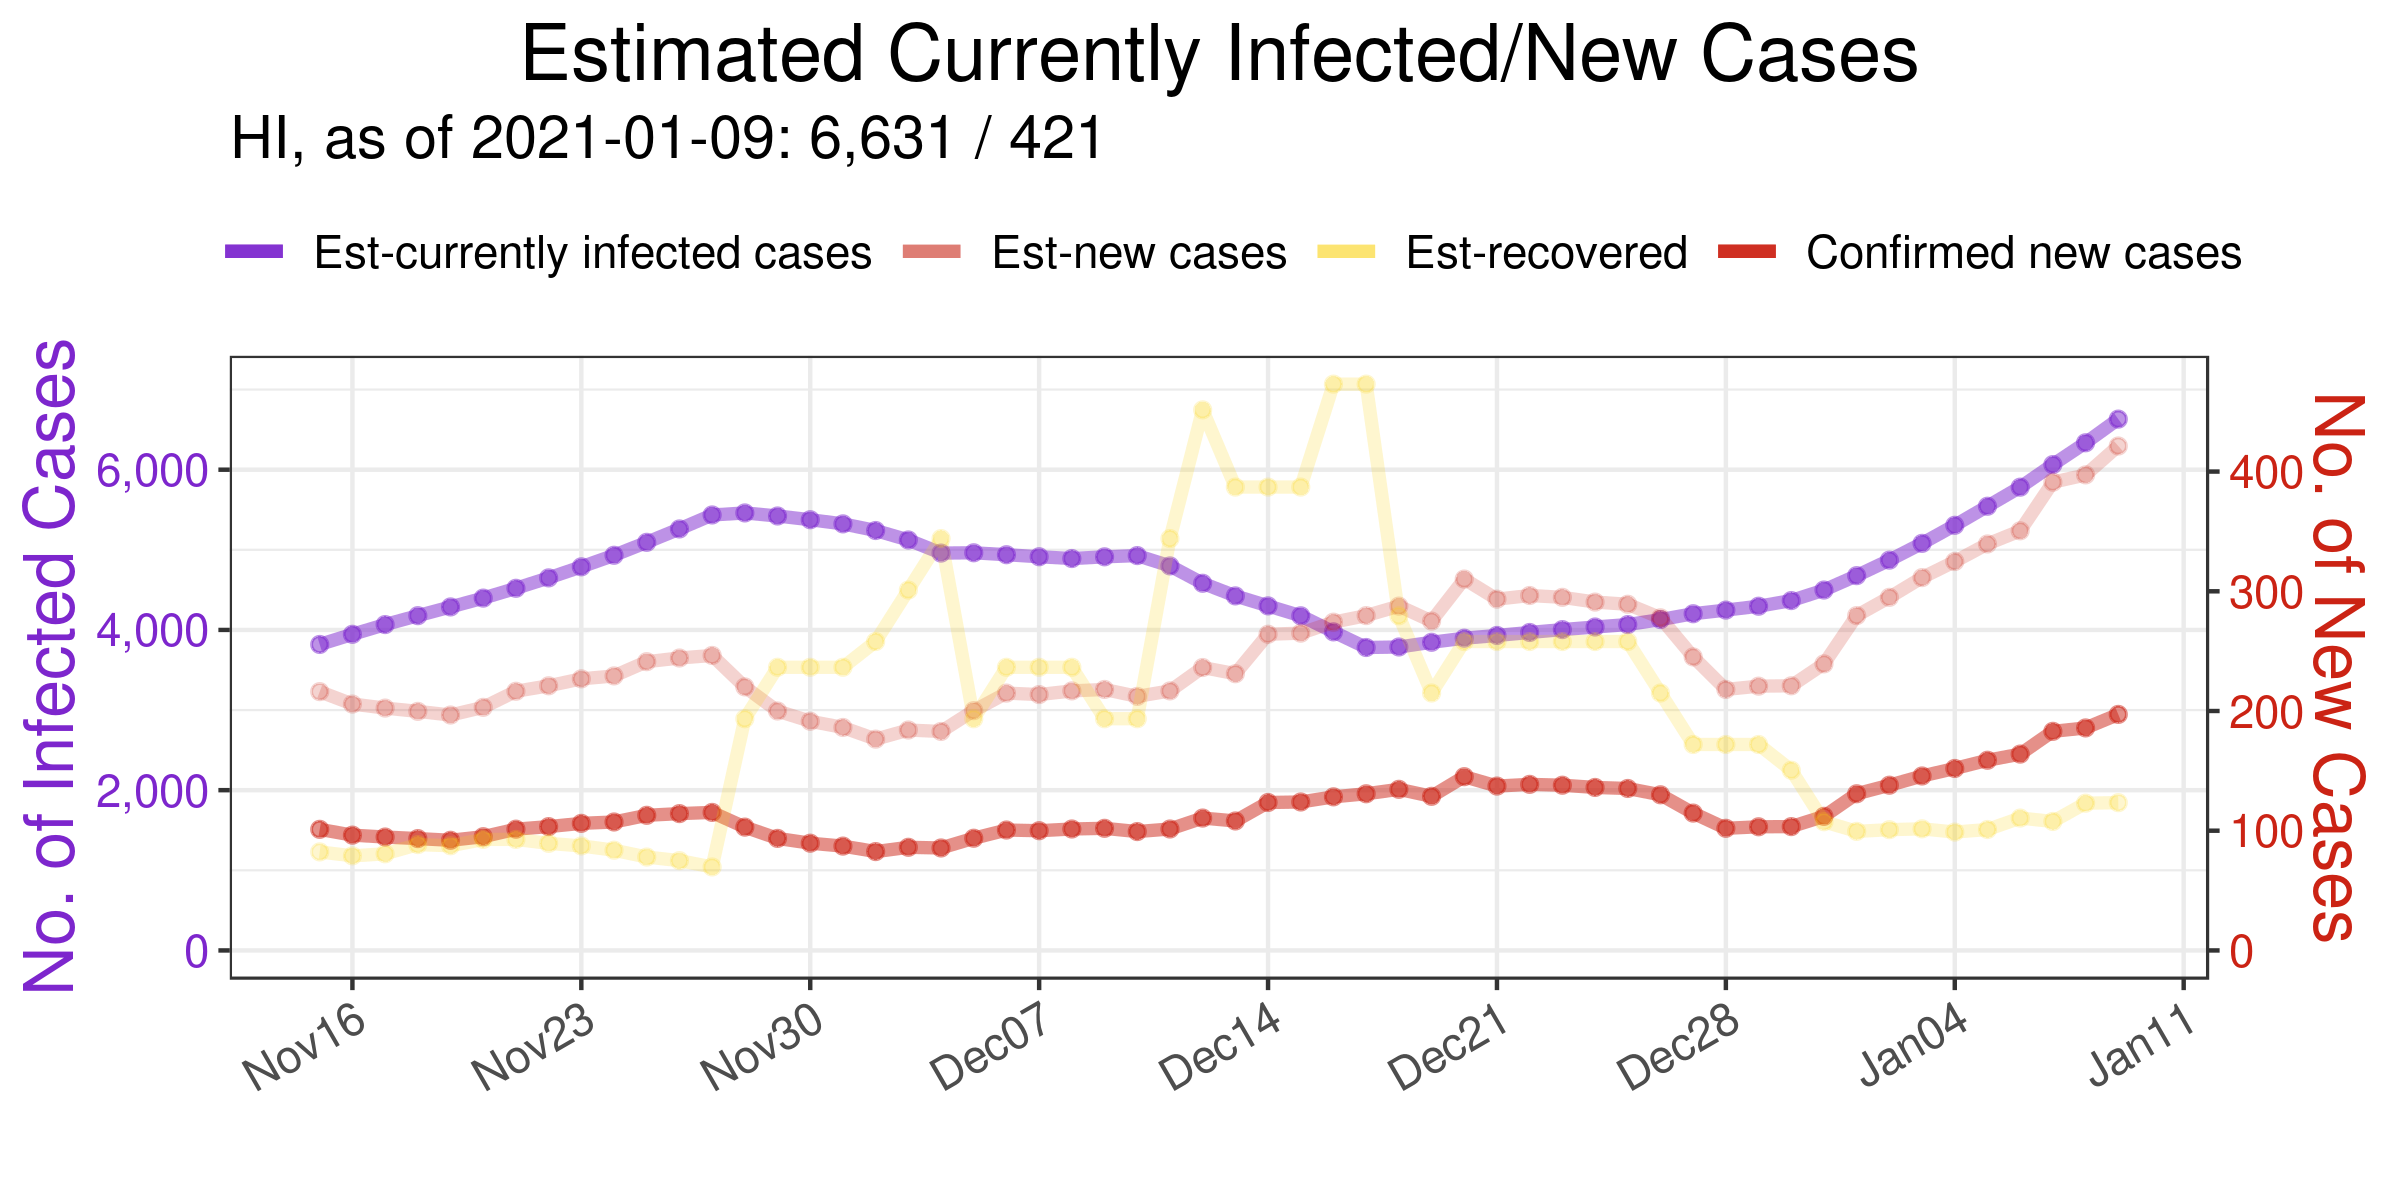 Estimated Currently Infected/New Cases
HI, as of 2021-01-09: 6,631 / 421
Est-currently infected cases Est-new cases Est-recovered Confirmed new cases
No. of Infected Cases
6,000
4,000
2,000
0
400
300
200
100
0
No. of New Cases
Nov16 Nov23 Nov30 Dec07 Dec14 Dec21 Dec28 Jan04 Jan11